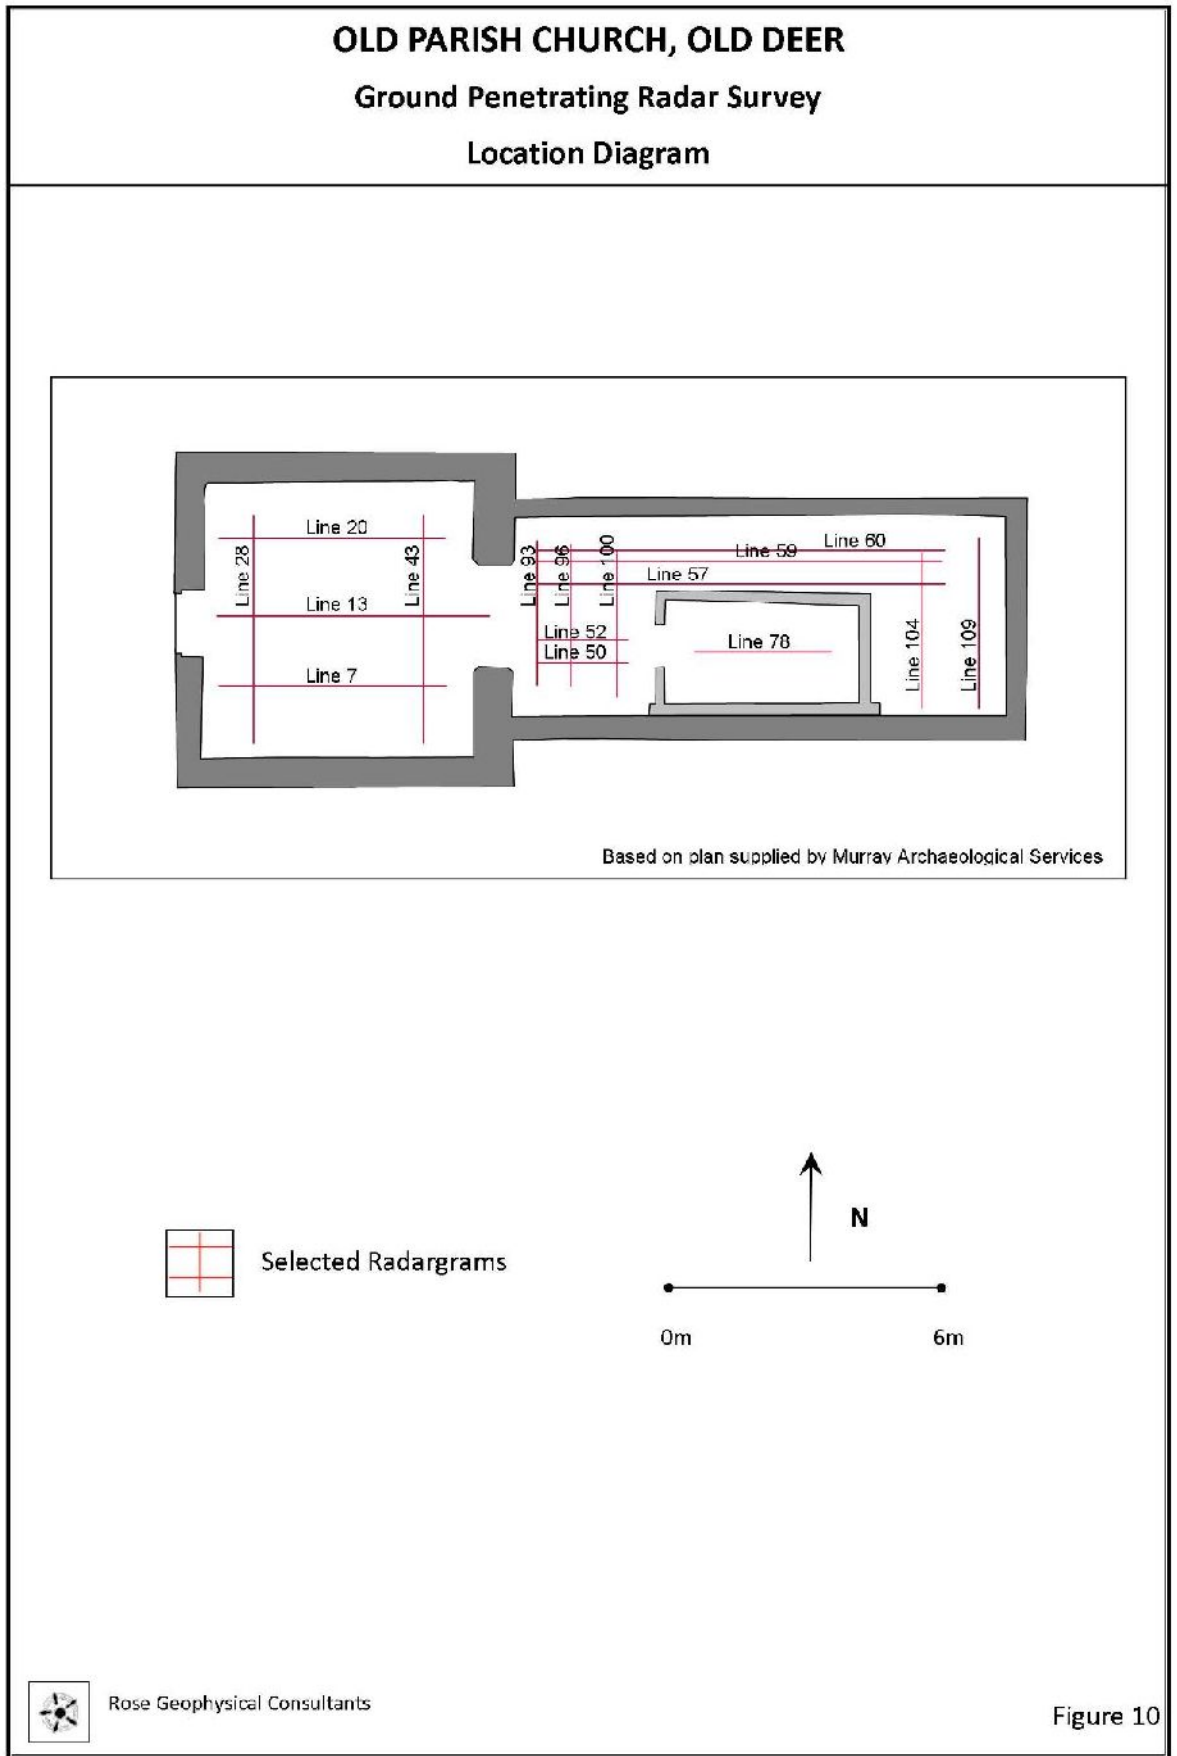 OLD PARISH CHURCH, OLD DEER
Ground Penetrating Radar Survey
Location Diagram
Line 20
Line 28
Line 43
Line 13
Line 7
Line 93
Line 96
Line 100
Line 60
Line 59
Line 57
Line 52
Line 50
Line 78
Line 104
Line 109
Based on plan supplied by Murray Archaeological Services
N
Selected Radargrams
0m
6m
Rose Geophysical Consultants
Figure 10